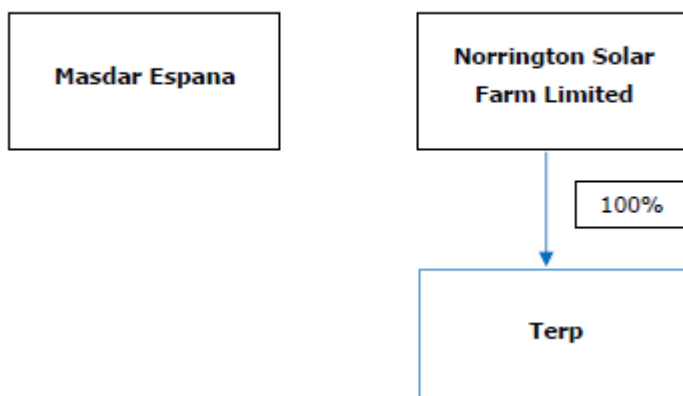 Masdar Espana
Norrington Solar
Farm Limited
100%
Terp